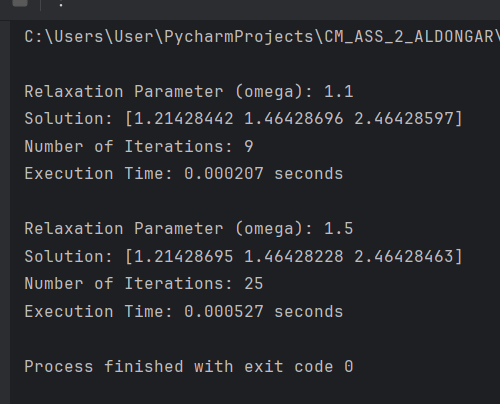 C:\Users\User\PycharmProjects\CM_ASS_2_ALDONGAR\
Relaxation Parameter (omega): 1.1
Solution: [1.21428442 1.46428696 2.46428597]
Number of Iterations: 9
Execution Time: 0.000207 seconds
Relaxation Parameter (omega): 1.5
Solution: [1.21428695 1.46428228 2.46428463]
Number of Iterations: 25
Execution Time: 0.000527 seconds
Process finished with exit code 0